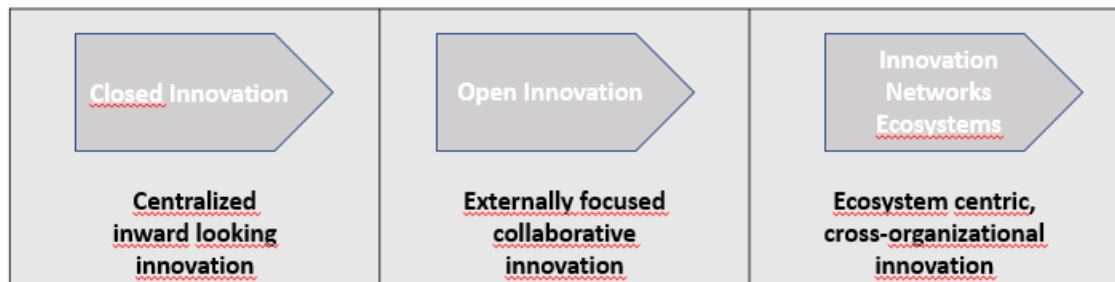 Closed Innovation
Centralized
inward looking
innovation
Open Innovation
Externally focused
collaborative
innovation
Innovation
Networks
Ecosystems
Ecosystem centric,
cross-organizational
innovation